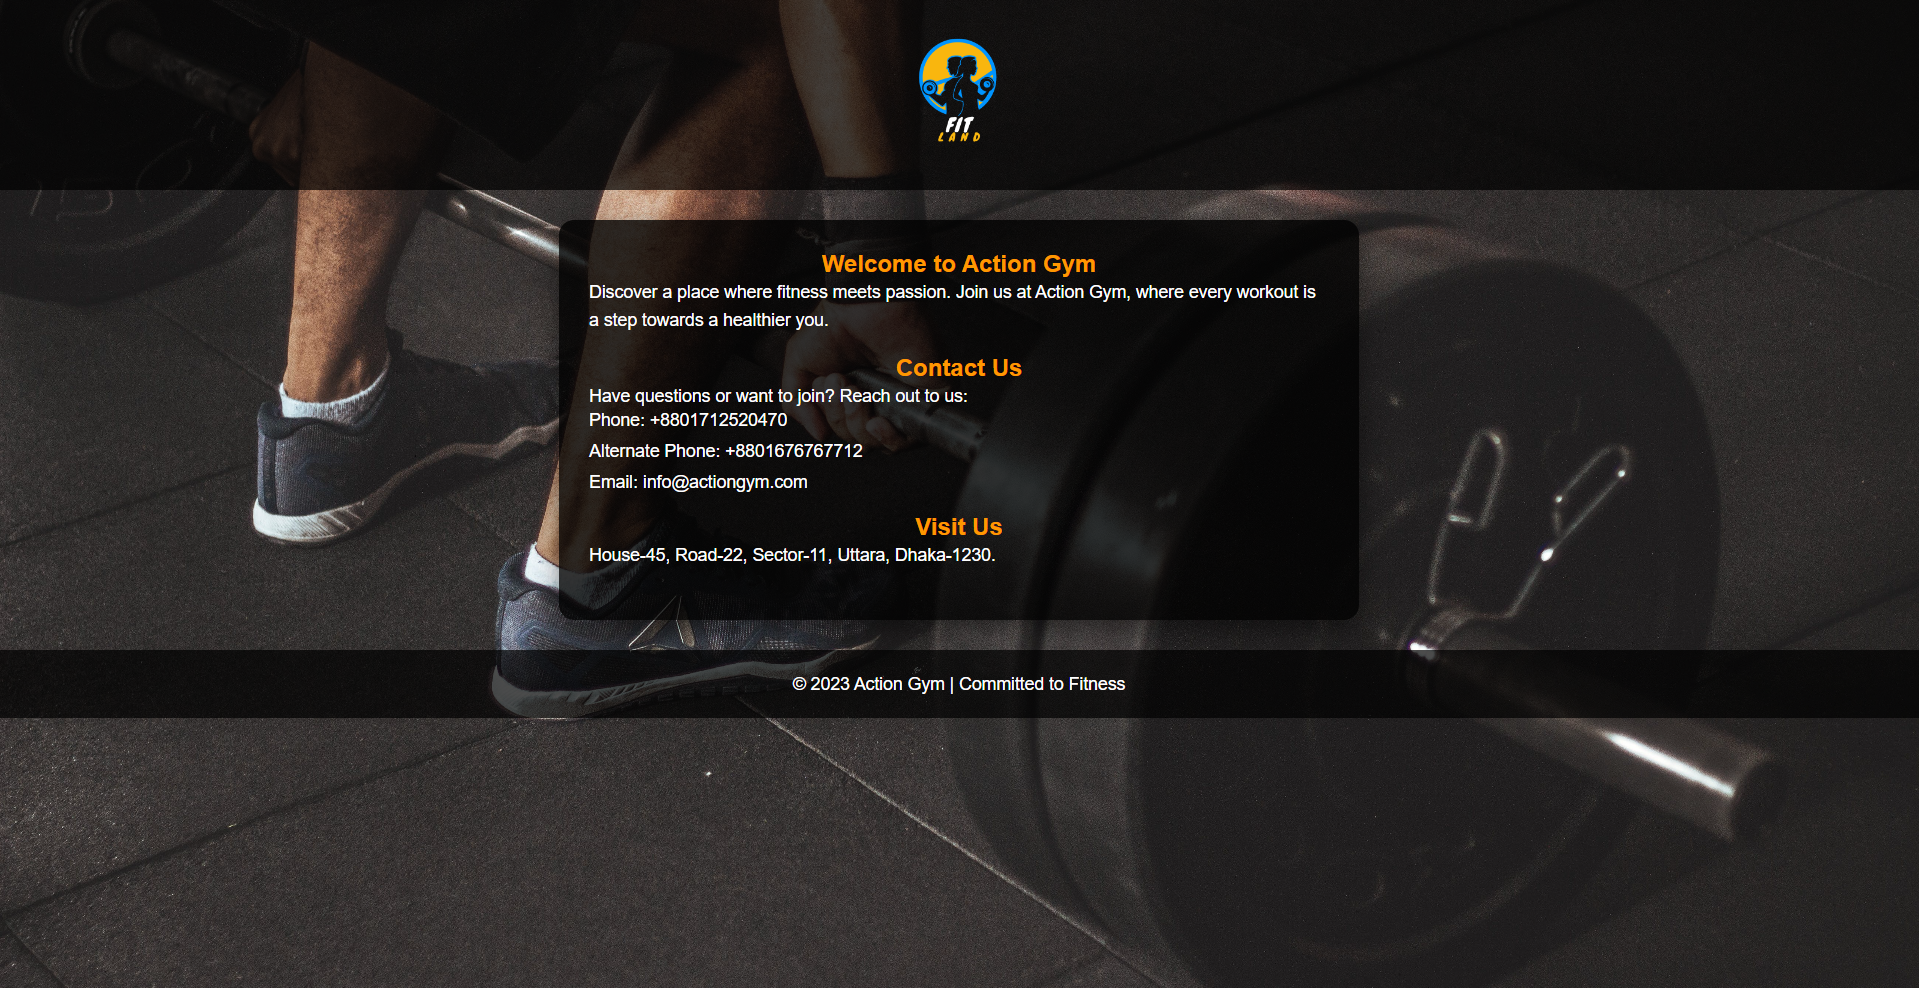 FIT
LAND
Welcome to Action Gym
Discover a place where fitness meets passion. Join us at Action Gym, where every workout is
a step towards a healthier you.
Contact Us
Have questions or want to join? Reach out to us:
Phone: +8801712520470
Alternate Phone: +8801676767712
Email: info@actiongym.com
Visit Us
House-45, Road-22, Sector-11, Uttara, Dhaka-1230.
© 2023 Action Gym | Committed to Fitness